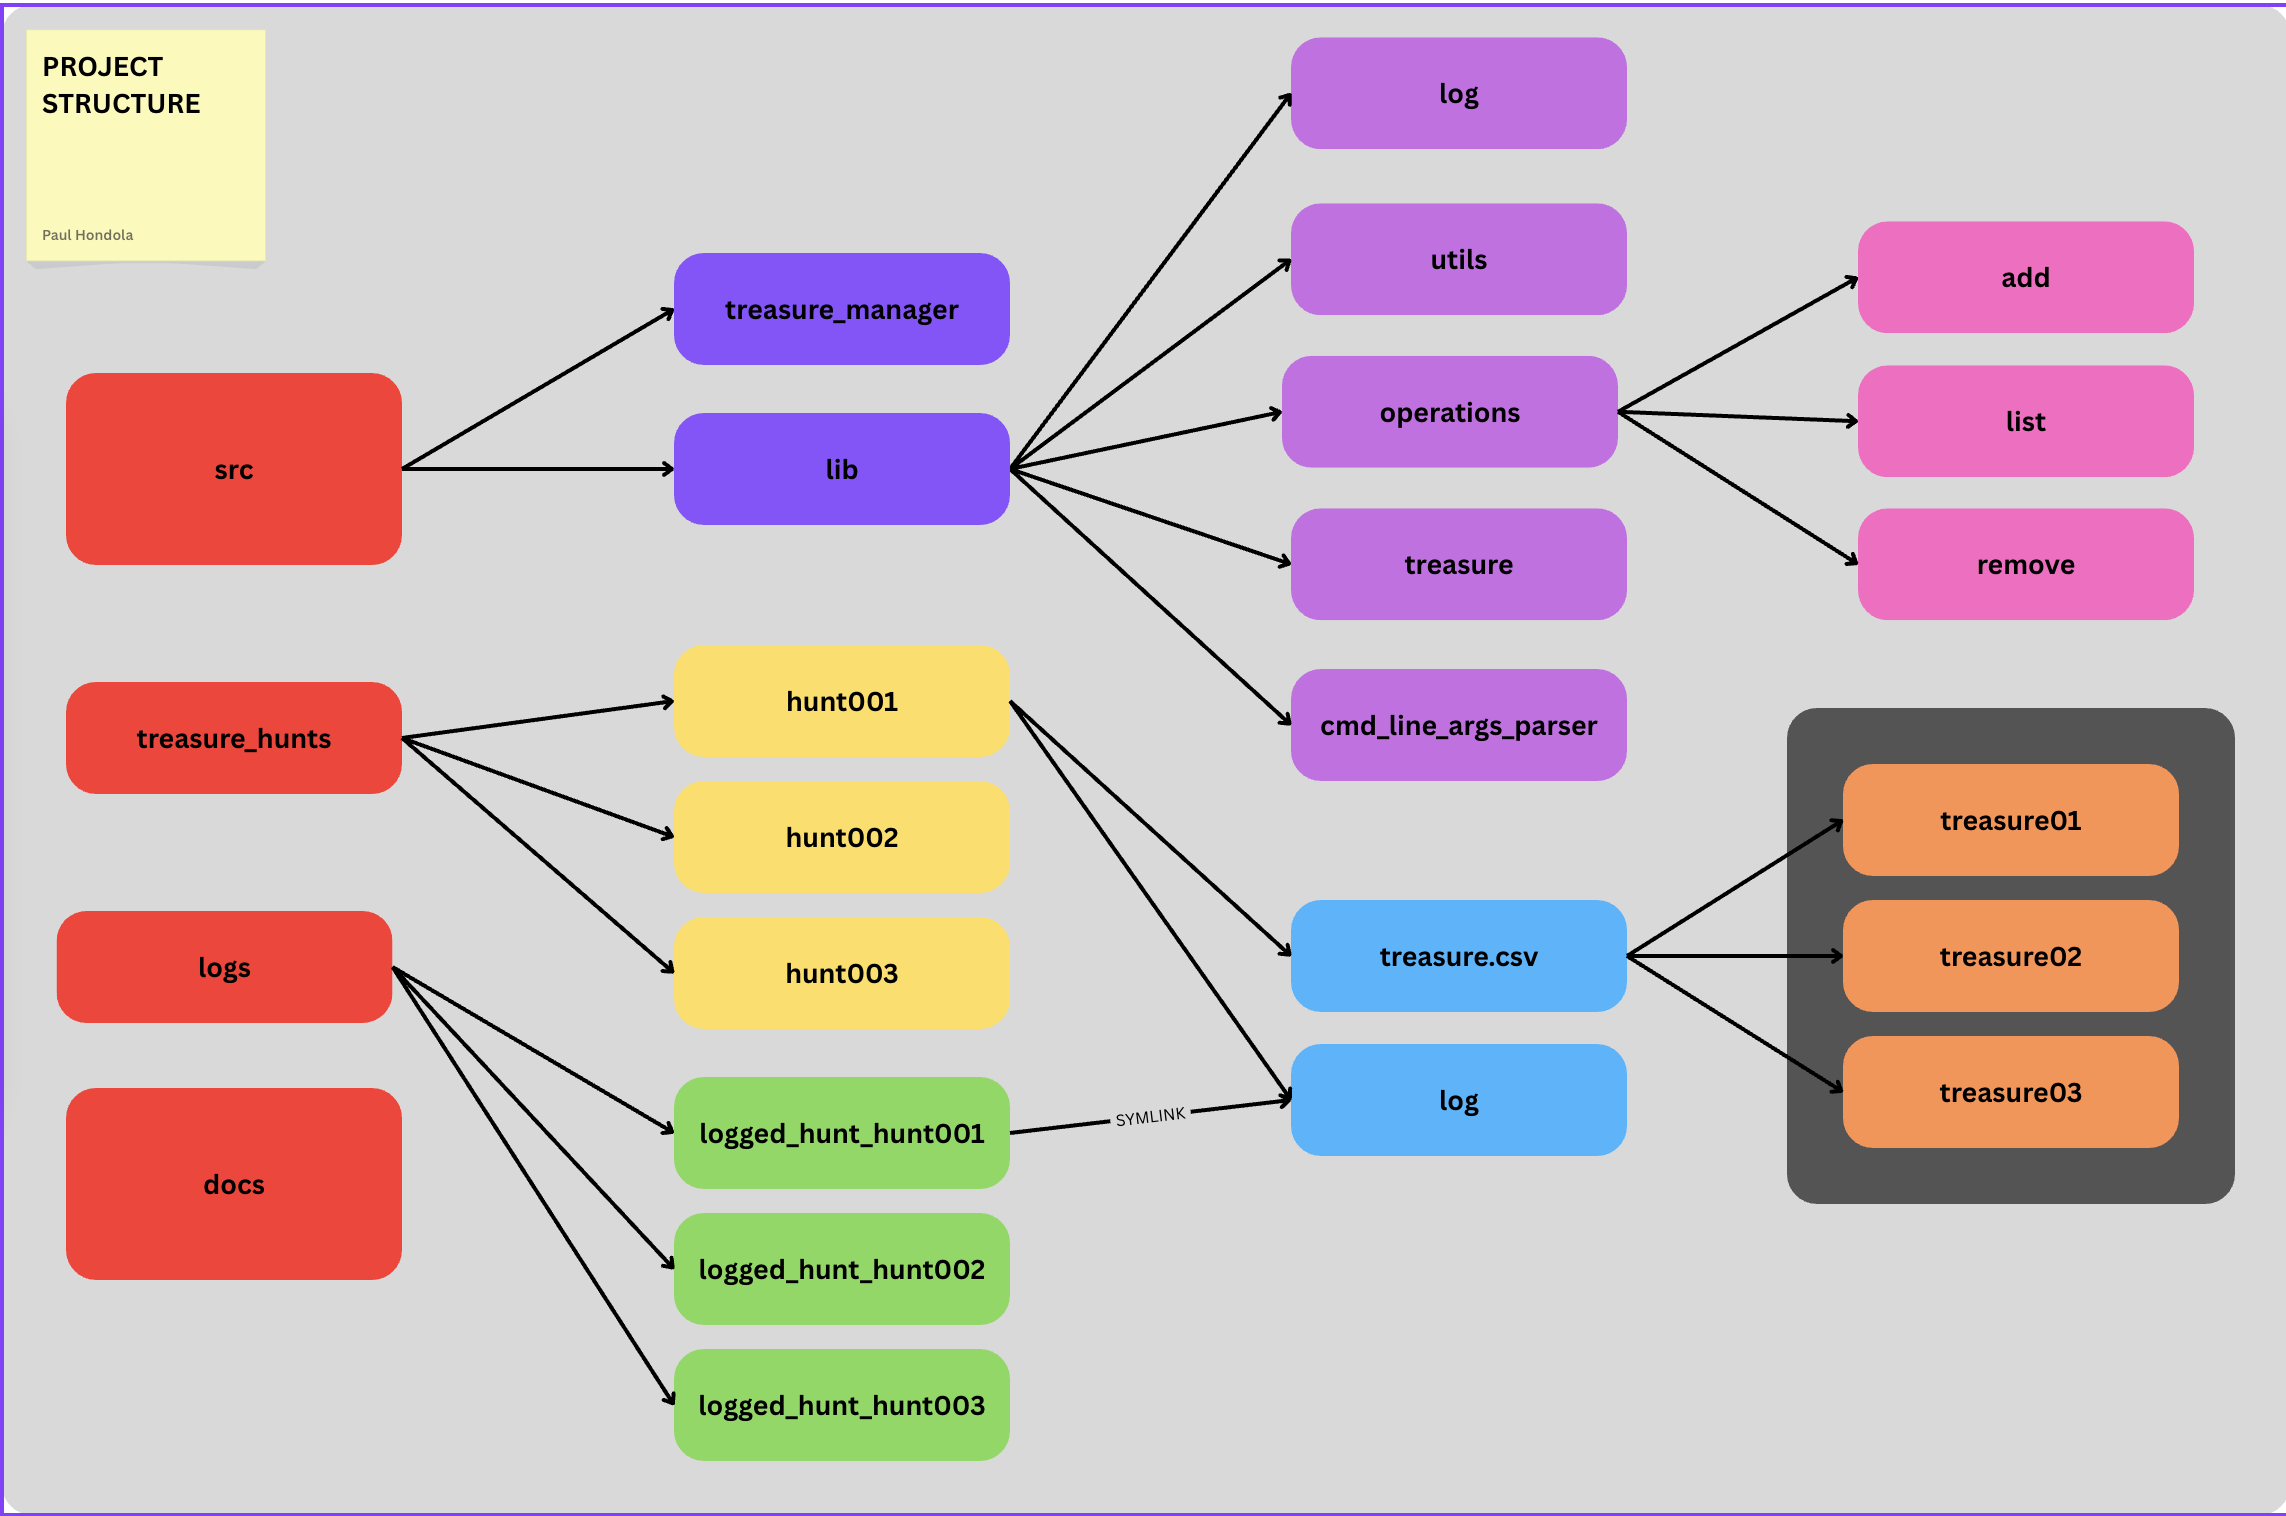 PROJECT
STRUCTURE
Paul Hondola
src
treasure_manager
lib
log
utils
operations
treasure
cmd_line_args_parser
add
list
remove
treasure_hunts
hunt001
hunt002
hunt003
logs
logged_hunt_hunt001
logged_hunt_hunt002
logged_hunt_hunt003
docs
SYMLINK
treasure.csv
log
treasure01
treasure02
treasure03